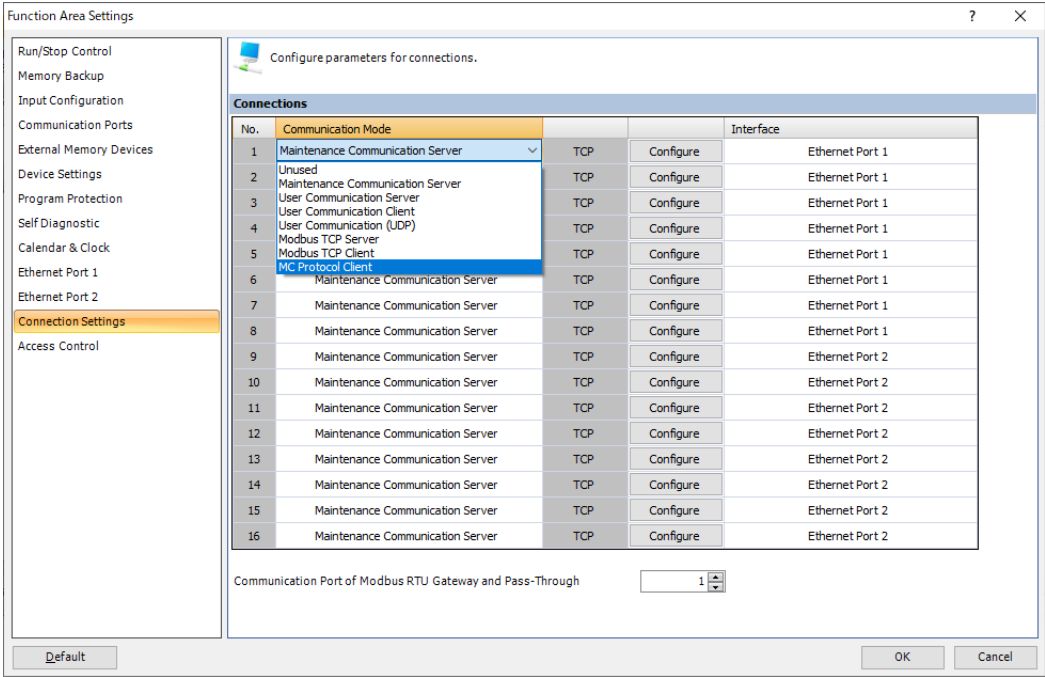 Function Area Settings ? ×
Run/Stop Control
Memory Backup
Input Configuration
Communication Ports
External Memory Devices
Device Settings
Program Protection
Self Diagnostic
Calendar & Clock
Ethernet Port 1
Ethernet Port 2
Connection Settings
Access Control
Configure parameters for connections.
Connections
No. Communication Mode Interface
1 Maintenance Communication Server TCP Configure Ethernet Port 1
Unused
Maintenance Communication Server
User Communication Server
User Communication Client
User Communication (UDP)
Modbus TCP Server
Modbus TCP Client
MC Protocol Client
2 TCP Configure Ethernet Port 1
3 TCP Configure Ethernet Port 1
4 TCP Configure Ethernet Port 1
5 TCP Configure Ethernet Port 1
6 Maintenance Communication Server TCP Configure Ethernet Port 1
7 Maintenance Communication Server TCP Configure Ethernet Port 1
8 Maintenance Communication Server TCP Configure Ethernet Port 1
9 Maintenance Communication Server TCP Configure Ethernet Port 2
10 Maintenance Communication Server TCP Configure Ethernet Port 2
11 Maintenance Communication Server TCP Configure Ethernet Port 2
12 Maintenance Communication Server TCP Configure Ethernet Port 2
13 Maintenance Communication Server TCP Configure Ethernet Port 2
14 Maintenance Communication Server TCP Configure Ethernet Port 2
15 Maintenance Communication Server TCP Configure Ethernet Port 2
16 Maintenance Communication Server TCP Configure Ethernet Port 2
Communication Port of Modbus RTU Gateway and Pass-Through 1
Default OK Cancel